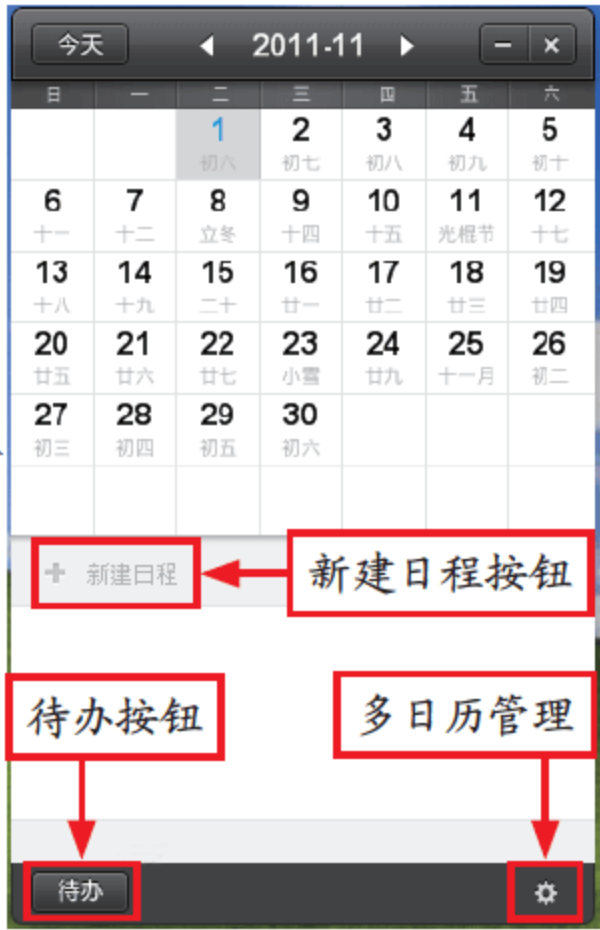 今天 2011-11
日 一 二 三 四 五 六
1 2 3 4 5
初六 初七 初八 初九 初十
6 7 8 9 10 11 12
十一 十二 立冬 十四 十五 光棍节 十七
13 14 15 16 17 18 19
十八 十九 二十 廿一 廿二 廿三 廿四
20 21 22 23 24 25 26
廿五 廿六 廿七 小雪 廿九 十一月 初二
27 28 29 30
初三 初四 初五 初六
新建日程 新建日程按钮
待办按钮 多日历管理
待办